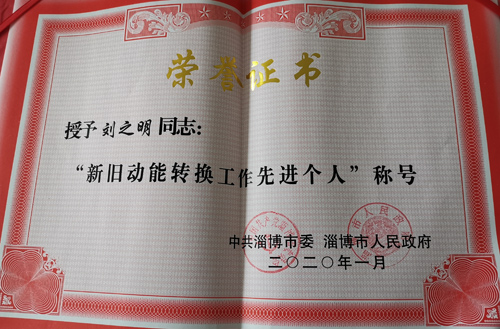 荣誉证书
授予刘之明同志:
“新旧动能转换工作先进个人”称号
中共淄博市委 淄博市人民政府
二〇二〇年一月